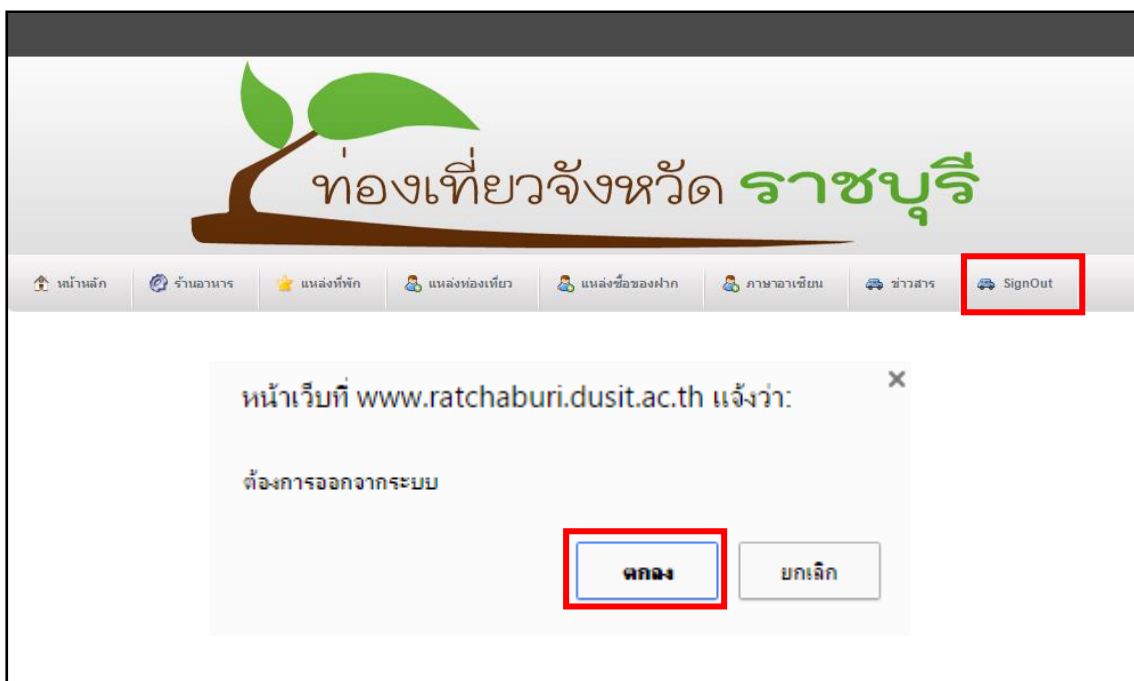 ท่องเที่ยวจังหวัด ราชบุรี
หน้าหลัก ร้านอาหาร แหล่งที่พัก แหล่งท่องเที่ยว แหล่งซื้อของฝาก ภาษาอาเซียน ข่าวสาร SignOut
หน้าเว็บที่ www.ratchaburi.dusit.ac.th แจ้งว่า:
ต้องการออกจากระบบ
ตกลง ยกเลิก